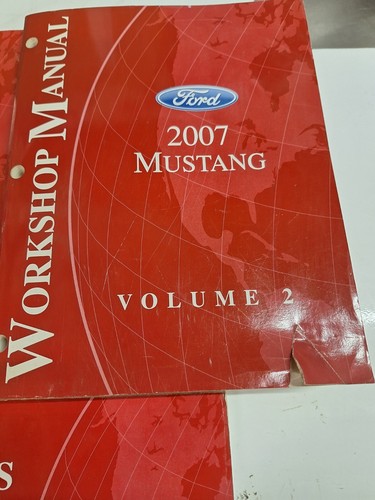 WORKSHOP MANUAL
Ford
2007
MUSTANG
VOLUME 2
S